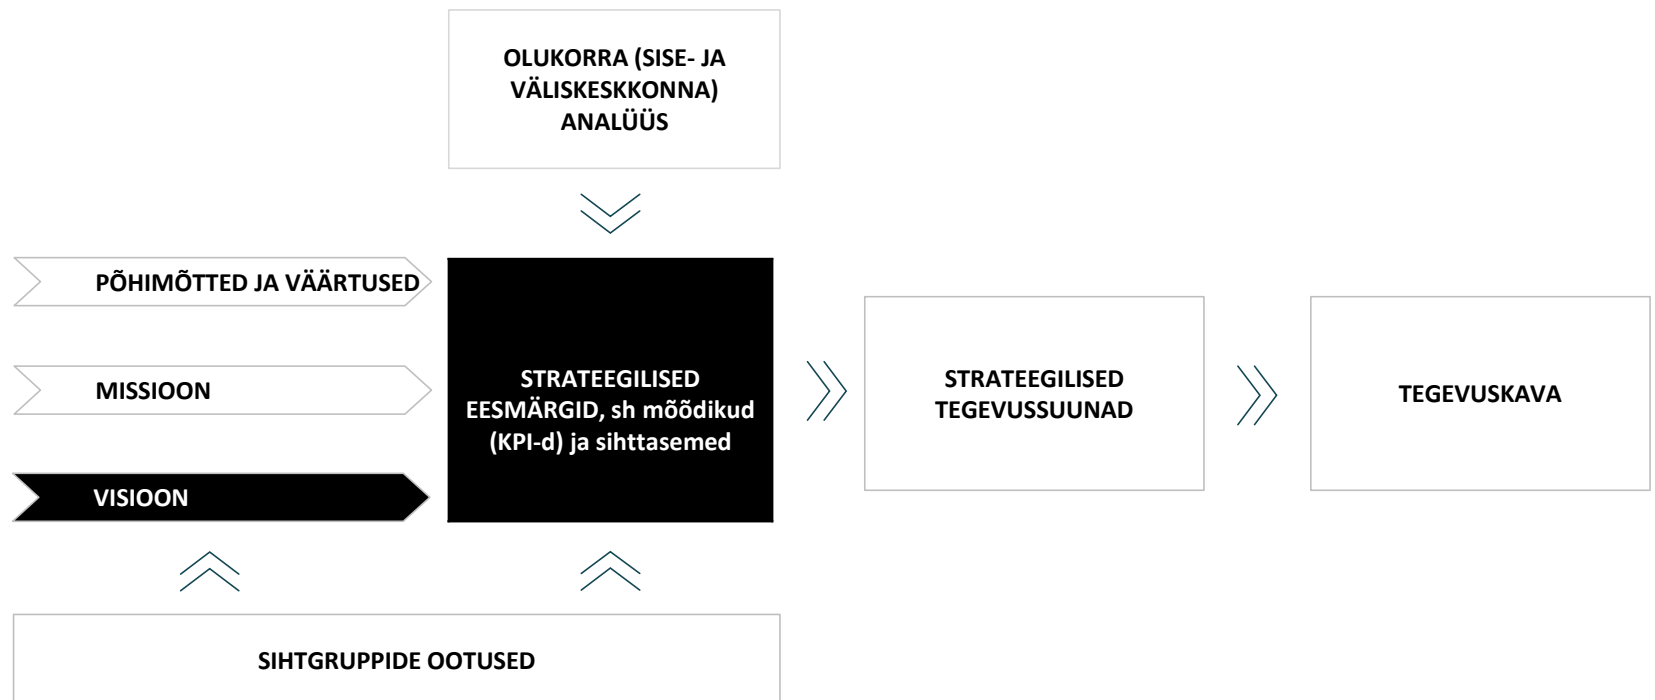 OLUKORRA (SISE- JA
VÄLISKESKKONNA)
ANALÜÜS
PÕHIMÕTTED JA VÄÄRTUSED
MISSIOON
VISIOON
STRATEEGILISED
EESMÄRGID, sh mõõdikud
(KPI-d) ja sihttasemed
STRATEEGILISED
TEGEVUSSUUNAD
TEGEVUSKAVA
SIHTGRUPPIDE OOTUSED